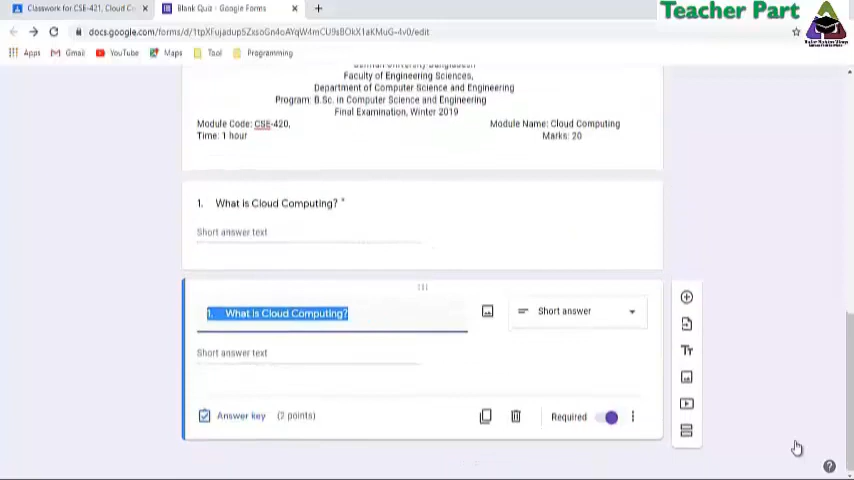 Teacher Part
Classwork for CSE-421, Cloud C
Blank Quiz - Google Forms
docs.google.com/forms/d/1tpXFujadup5ZxsoGn4oAYqW4mCU9sBOkX1aKMuG-4v0/edit
Apps
Gmail
YouTube
Maps
Tool
Programming
German University Bangladesh
Faculty of Engineering Sciences,
Department of Computer Science and Engineering
Program: B.Sc. in Computer Science and Engineering
Final Examination, Winter 2019
Module Code: CSE-420,
Module Name: Cloud Computing
Time: 1 hour
Marks: 20
1. What is Cloud Computing? *
Short answer text
1. What is Cloud Computing?
Short answer
Short answer text
Answer key (2 points)
Required